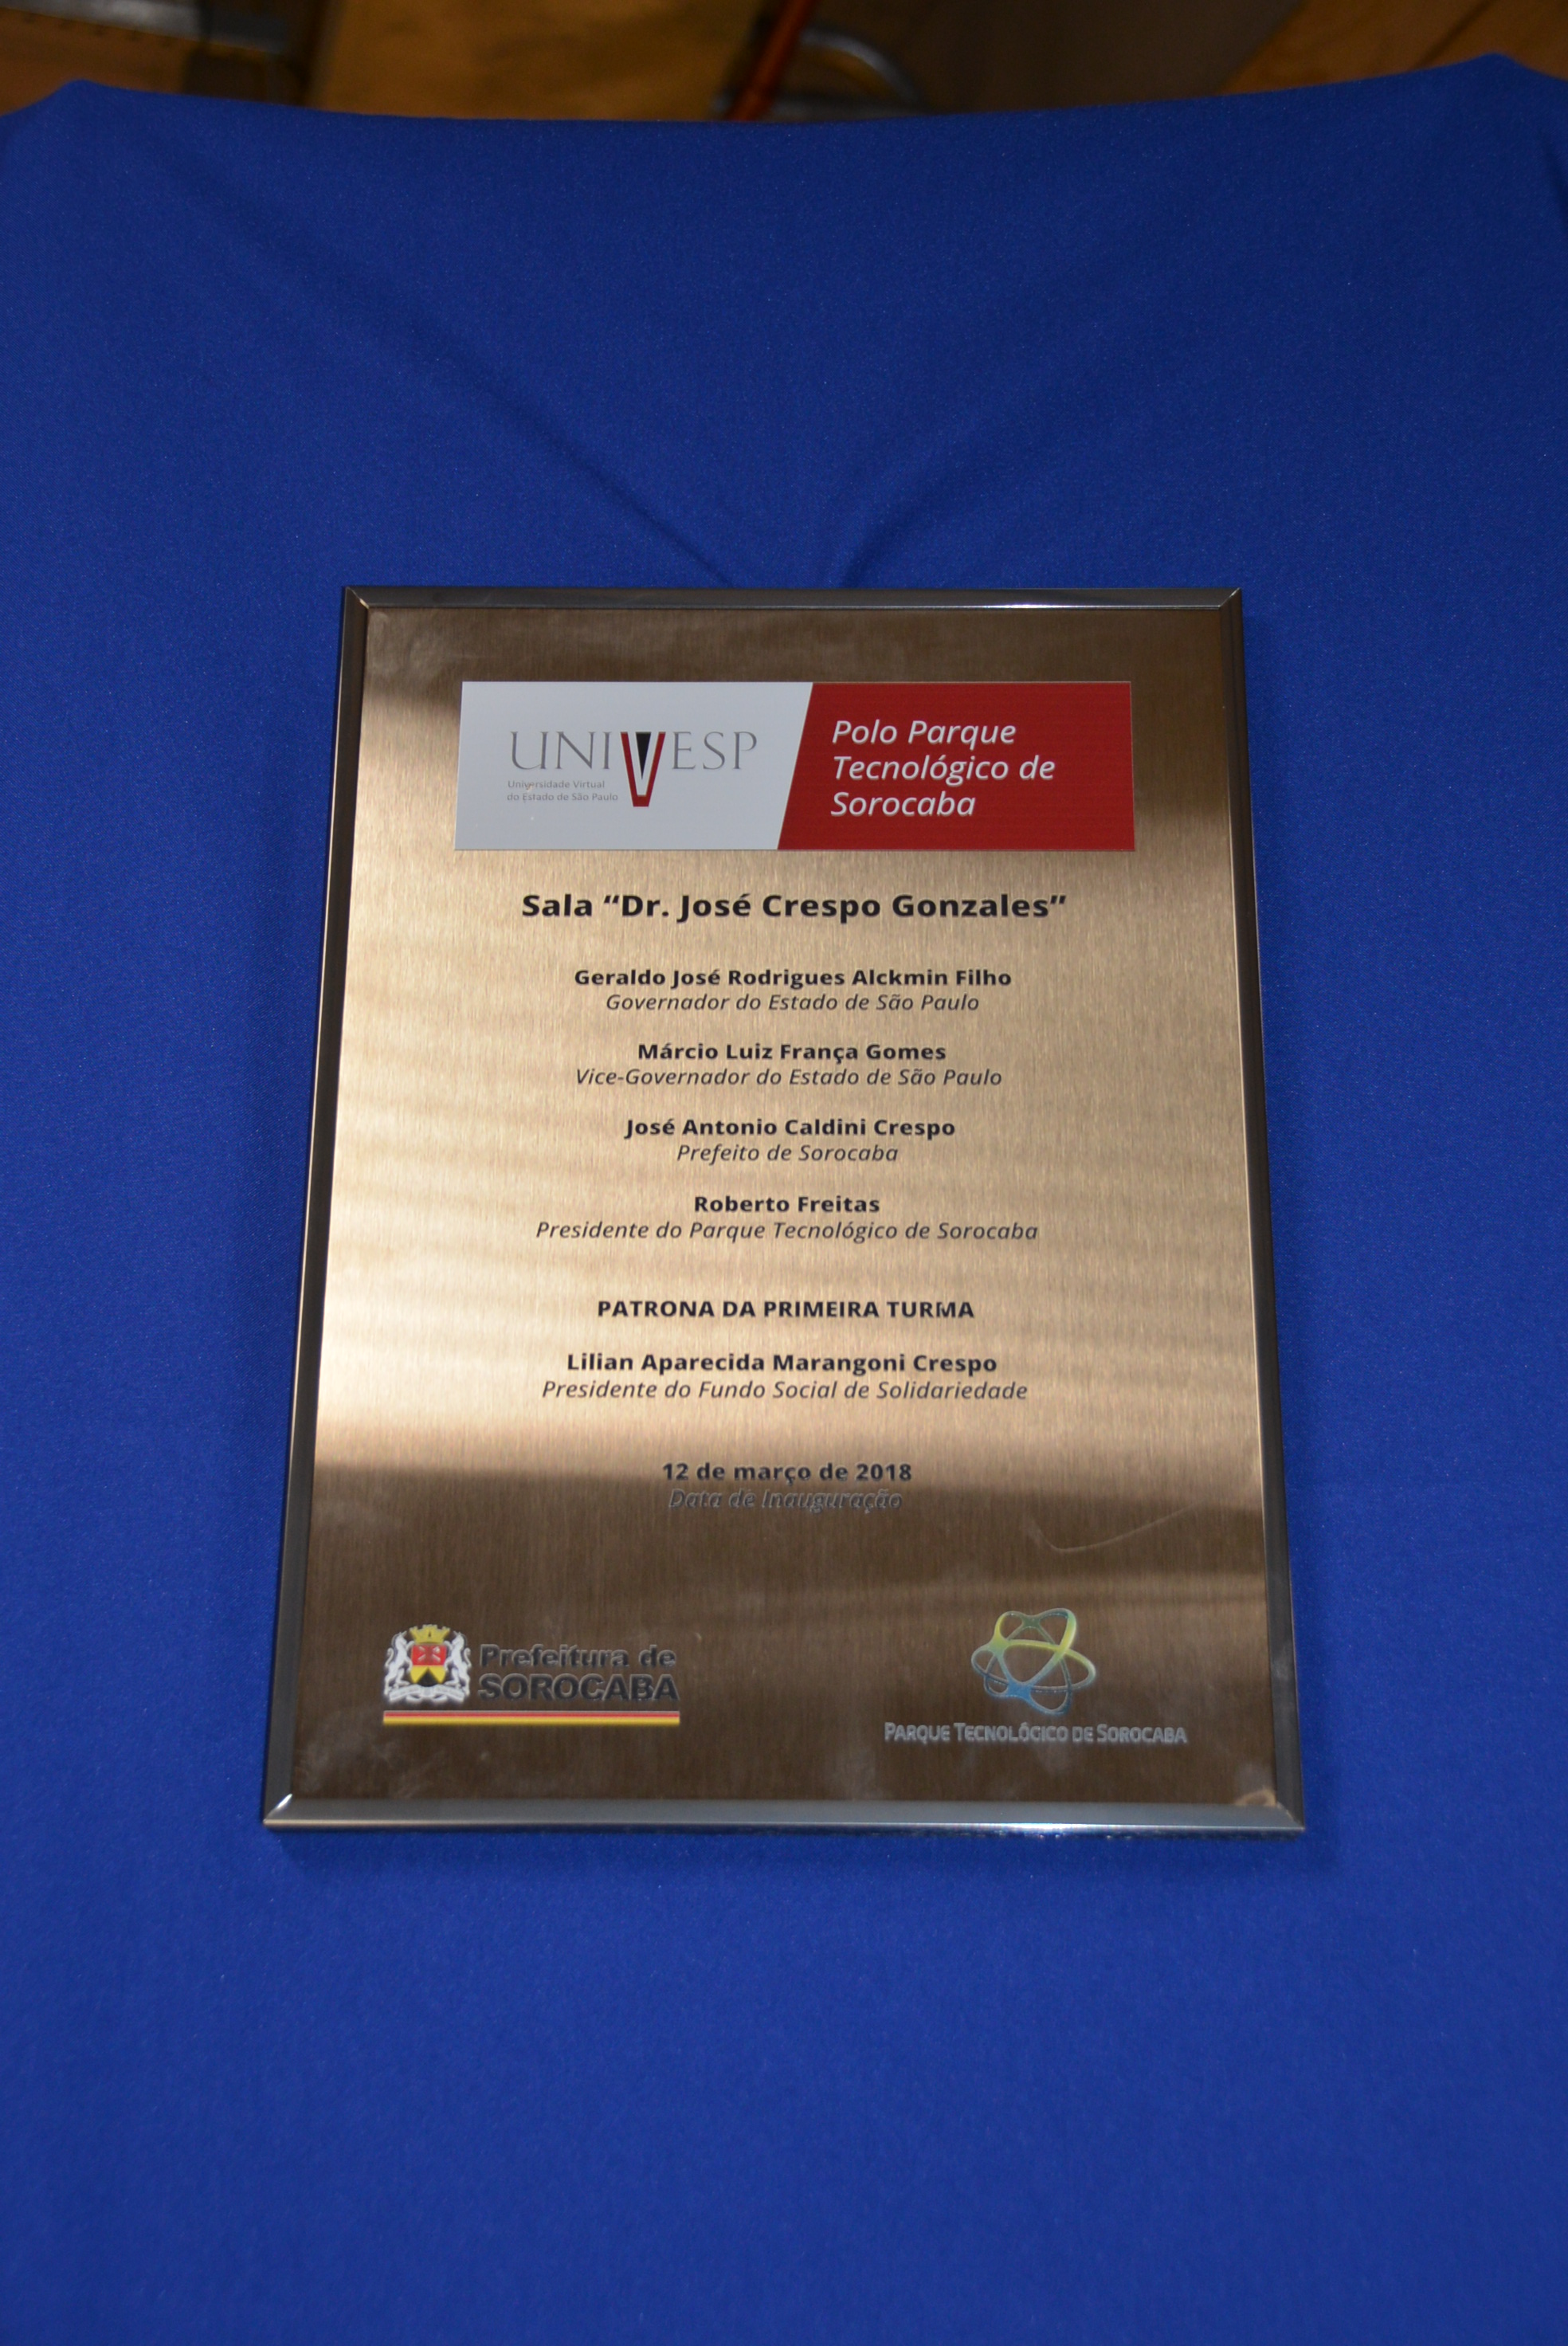 UNIVESP
Universidade Virtual
do Estado de São Paulo
Polo Parque
Tecnológico de
Sorocaba
Sala “Dr. José Crespo Gonzales”
Geraldo José Rodrigues Alckmin Filho
Governador do Estado de São Paulo
Márcio Luiz França Gomes
Vice-Governador do Estado de São Paulo
José Antonio Caldini Crespo
Prefeito de Sorocaba
Roberto Freitas
Presidente do Parque Tecnológico de Sorocaba
PATRONA DA PRIMEIRA TURMA
Lilian Aparecida Marangoni Crespo
Presidente do Fundo Social de Solidariedade
12 de março de 2018
Data de Inauguração
Prefeitura de
SOROCABA
PARQUE TECNOLÓGICO DE SOROCABA